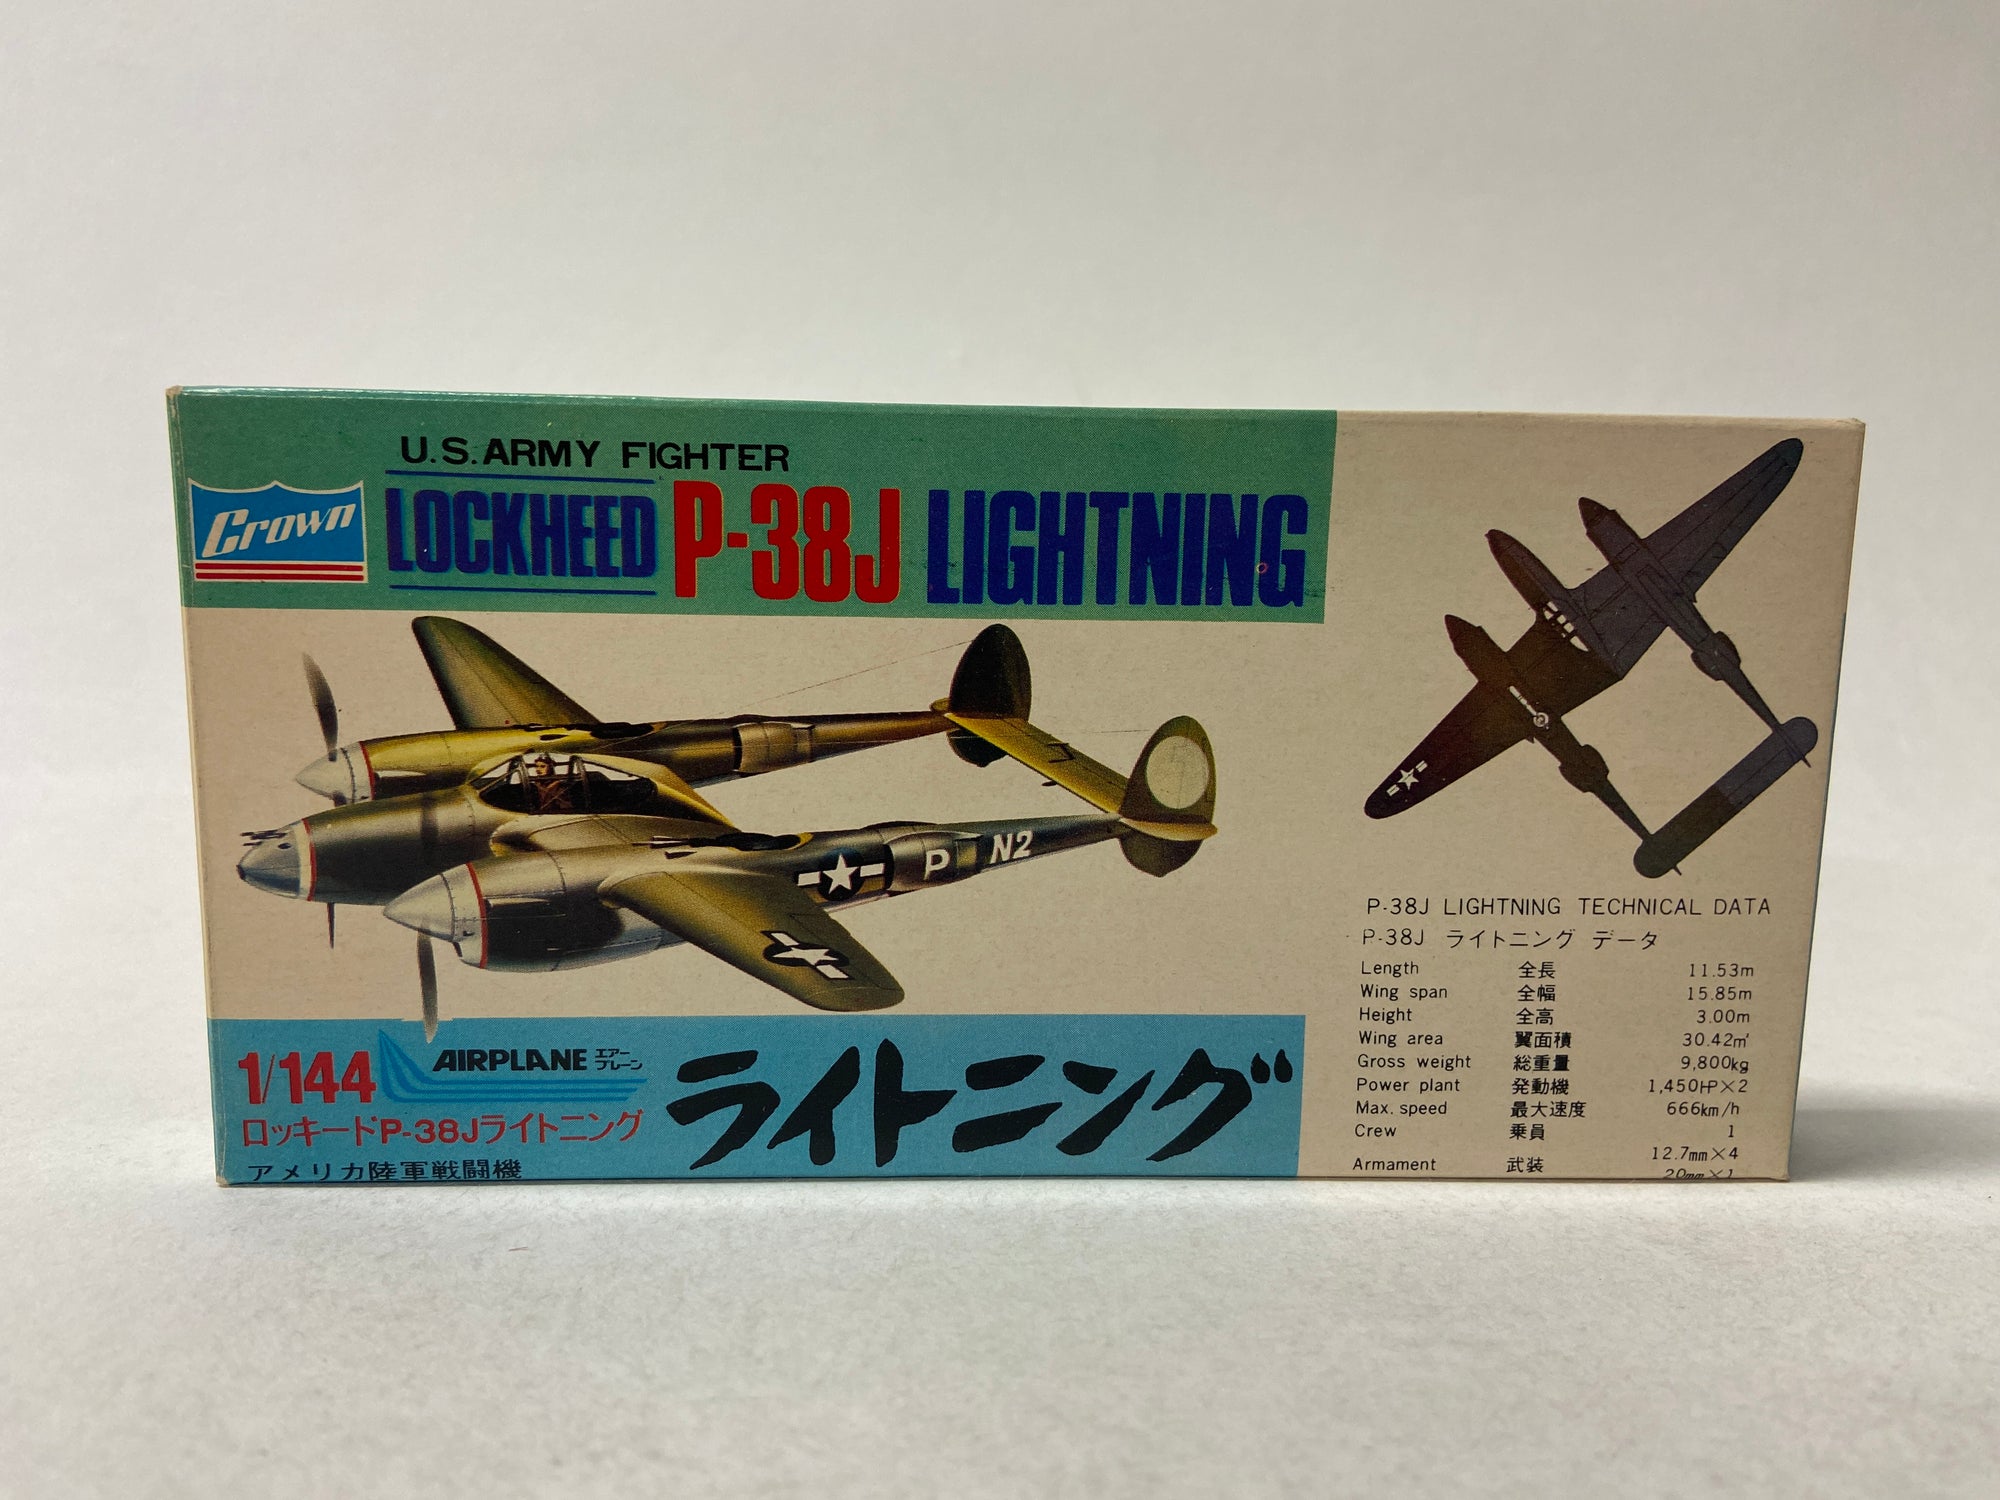 U.S. ARMY FIGHTER
Crown
LOCKHEED P-38J LIGHTNING
P N2
1/144 AIRPLANE エアープレーン
ロッキードP-38Jライトニング
アメリカ陸軍戦闘機
ライトニング
P-38J LIGHTNING TECHNICAL DATA
P-38J ライトニング データ
Length 全長 11.53m
Wing span 全幅 15.85m
Height 全高 3.00m
Wing area 翼面積 30.42㎡
Gross weight 総重量 9,800kg
Power plant 発動機 1,450HP×2
Max. speed 最大速度 666km/h
Crew 乗員 1
Armament 武装 12.7mm×4
20mm×1